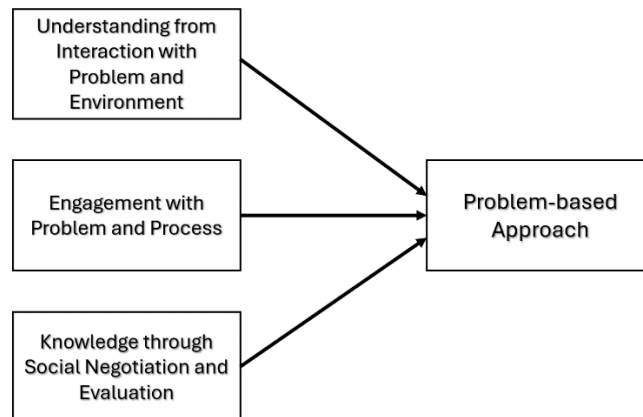 Understanding from
Interaction with
Problem and
Environment
Engagement with
Problem and Process
Problem-based
Approach
Knowledge through
Social Negotiation and
Evaluation